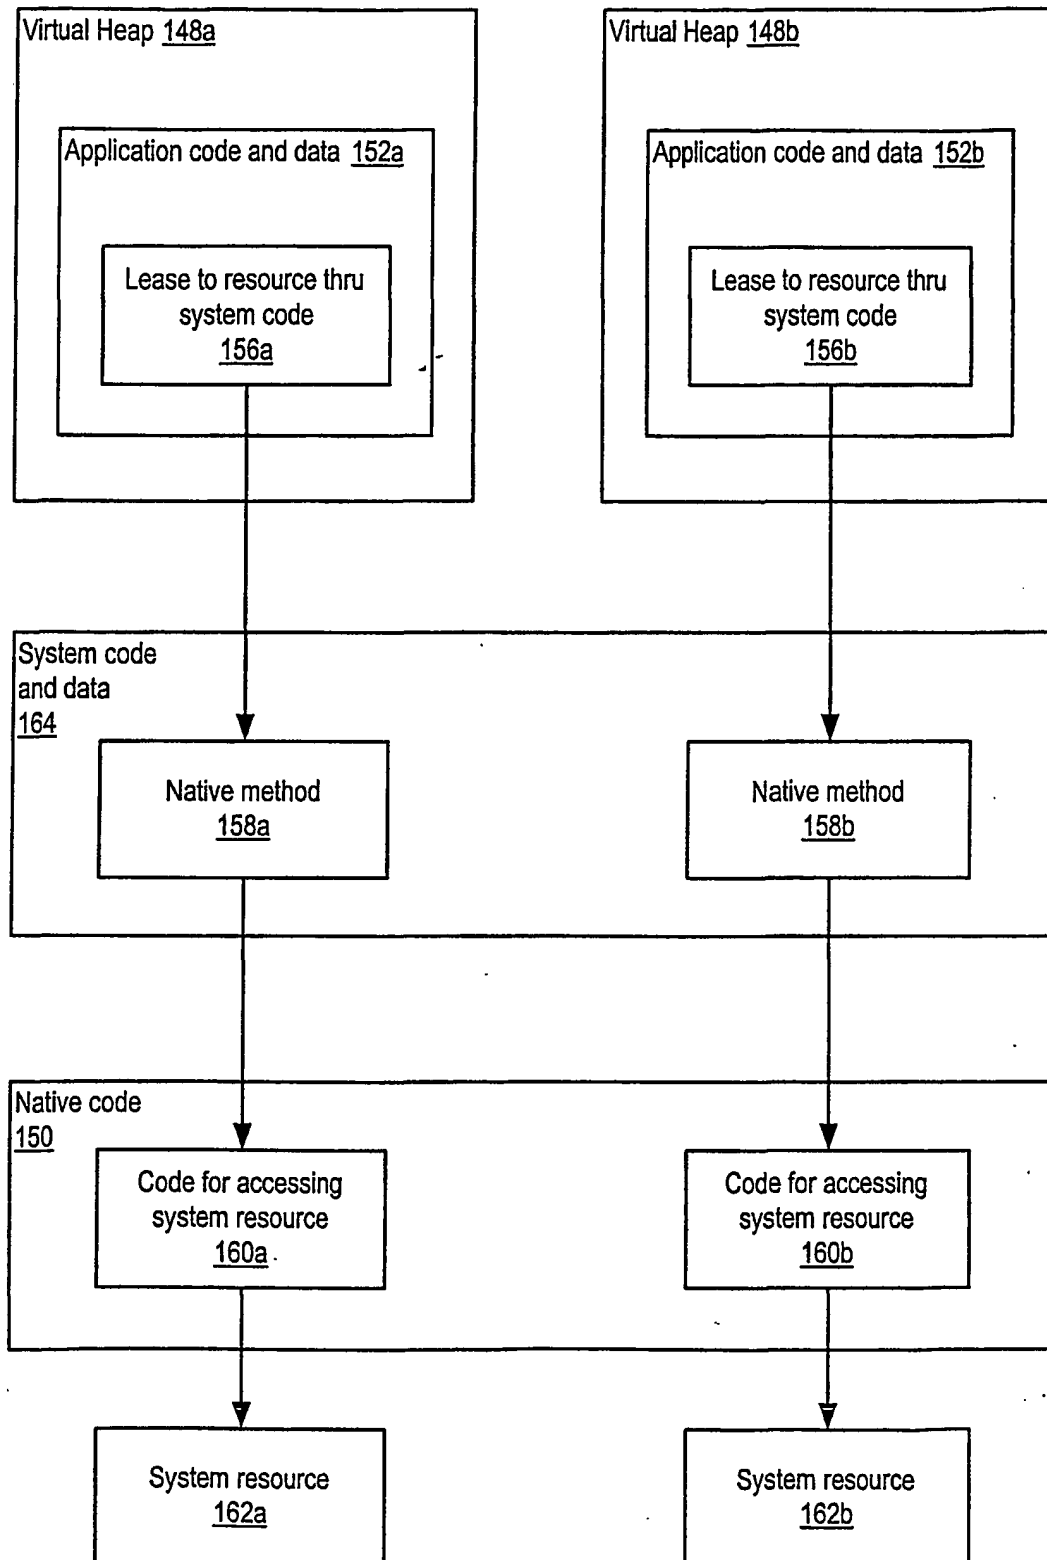 Virtual Heap 148a
Virtual Heap 148b
Application code and data 152a
Application code and data 152b
Lease to resource thru
system code
156a
Lease to resource thru
system code
156b
System code
and data
164
Native method
158a
Native method
158b
Native code
150
Code for accessing
system resource
160a
Code for accessing
system resource
160b
System resource
162a
System resource
162b